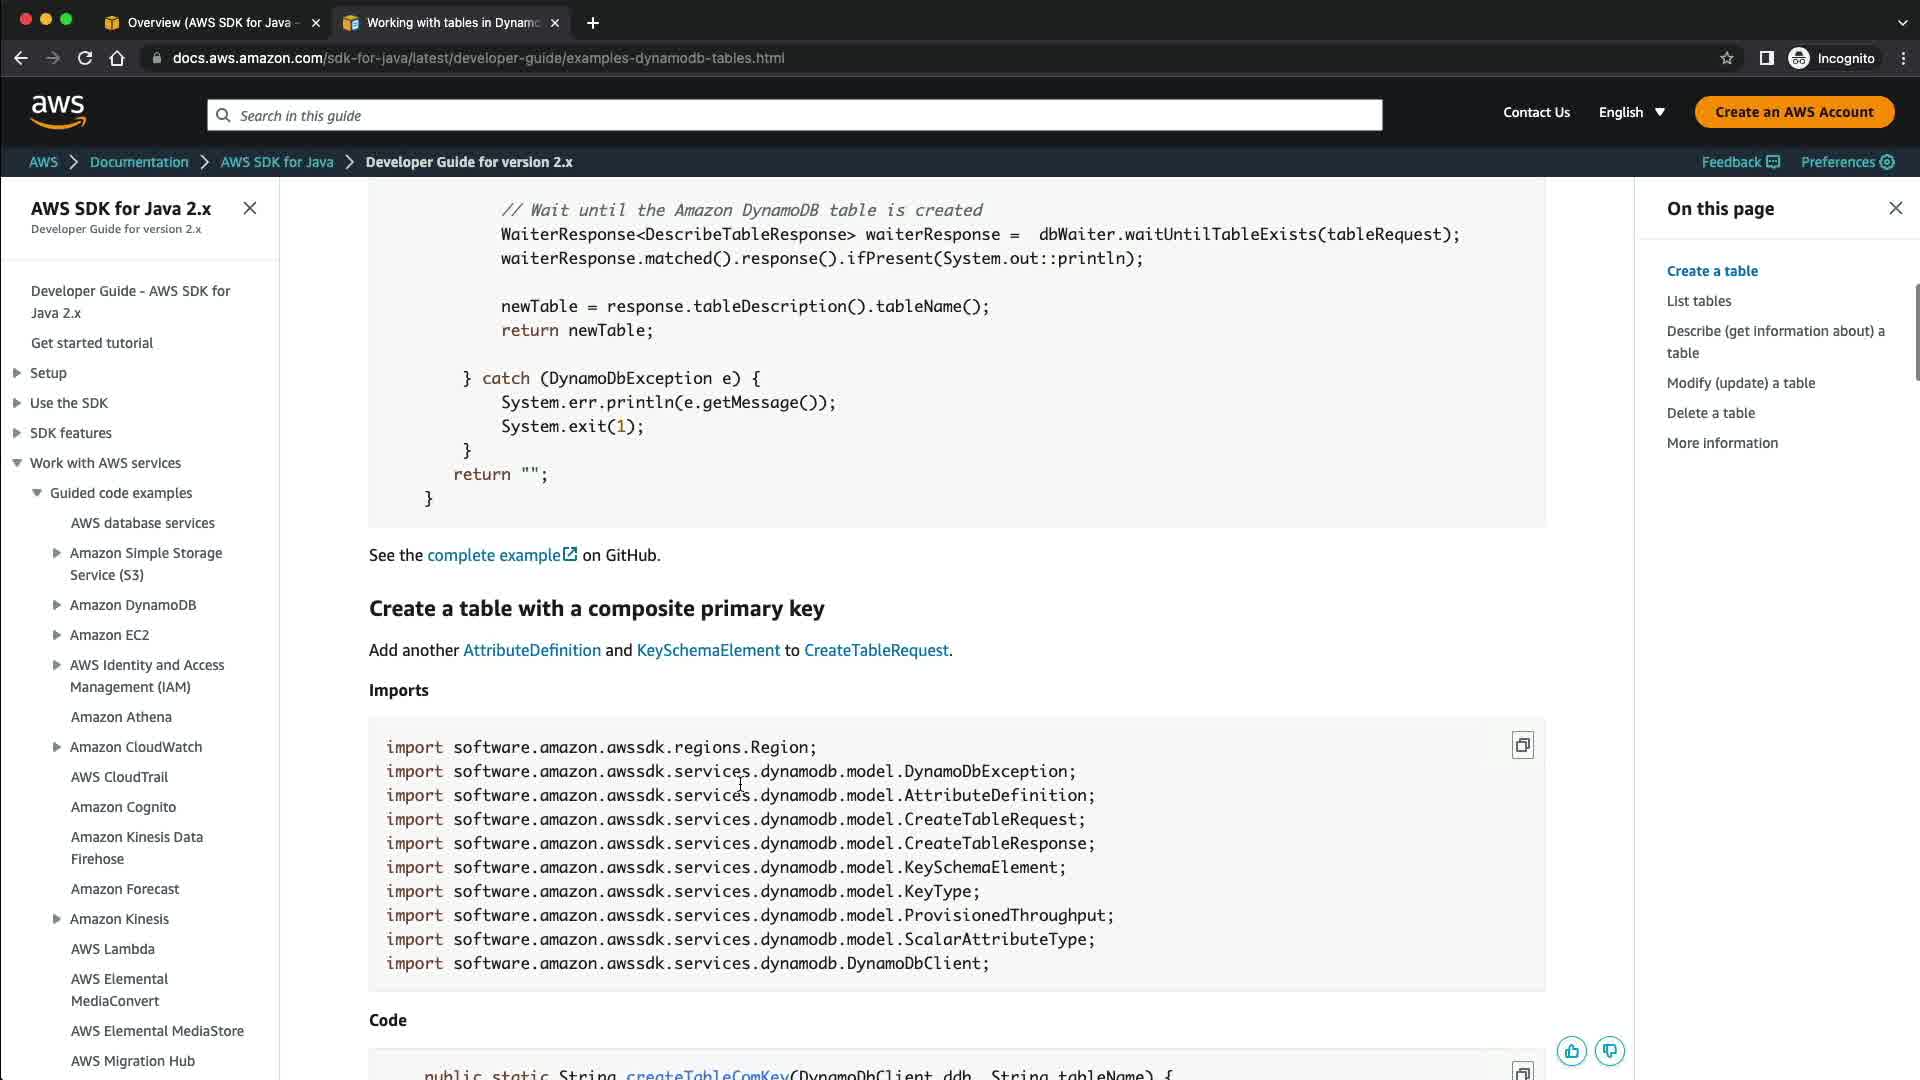 Overview (AWS SDK for Java -
Working with tables in Dynamo
docs.aws.amazon.com/sdk-for-java/latest/developer-guide/examples-dynamodb-tables.html
Incognito
aws
Search in this guide
Contact Us
English
Create an AWS Account
AWS
Documentation
AWS SDK for Java
Developer Guide for version 2.x
Feedback
Preferences
AWS SDK for Java 2.x
Developer Guide for version 2.x
Developer Guide - AWS SDK for
Java 2.x
Get started tutorial
Setup
Use the SDK
SDK features
Work with AWS services
Guided code examples
AWS database services
Amazon Simple Storage
Service (S3)
Amazon DynamoDB
Amazon EC2
AWS Identity and Access
Management (IAM)
Amazon Athena
Amazon CloudWatch
AWS CloudTrail
Amazon Cognito
Amazon Kinesis Data
Firehose
Amazon Forecast
Amazon Kinesis
AWS Lambda
AWS Elemental
MediaConvert
AWS Elemental MediaStore
AWS Migration Hub
// Wait until the Amazon DynamoDB table is created
WaiterResponse<DescribeTableResponse> waiterResponse =  dbWaiter.waitUntilTableExists(tableRequest);
waiterResponse.matched().response().ifPresent(System.out::println);
newTable = response.tableDescription().tableName();
return newTable;
} catch (DynamoDbException e) {
System.err.println(e.getMessage());
System.exit(1);
}
return "";
}
See the complete example on GitHub.
Create a table with a composite primary key
Add another AttributeDefinition and KeySchemaElement to CreateTableRequest.
Imports
import software.amazon.awssdk.regions.Region;
import software.amazon.awssdk.services.dynamodb.model.DynamoDbException;
import software.amazon.awssdk.services.dynamodb.model.AttributeDefinition;
import software.amazon.awssdk.services.dynamodb.model.CreateTableRequest;
import software.amazon.awssdk.services.dynamodb.model.CreateTableResponse;
import software.amazon.awssdk.services.dynamodb.model.KeySchemaElement;
import software.amazon.awssdk.services.dynamodb.model.KeyType;
import software.amazon.awssdk.services.dynamodb.model.ProvisionedThroughput;
import software.amazon.awssdk.services.dynamodb.model.ScalarAttributeType;
import software.amazon.awssdk.services.dynamodb.DynamoDbClient;
Code
public static String createTableComKey(DynamoDbClient ddb, String tableName) {
On this page
Create a table
List tables
Describe (get information about) a
table
Modify (update) a table
Delete a table
More information